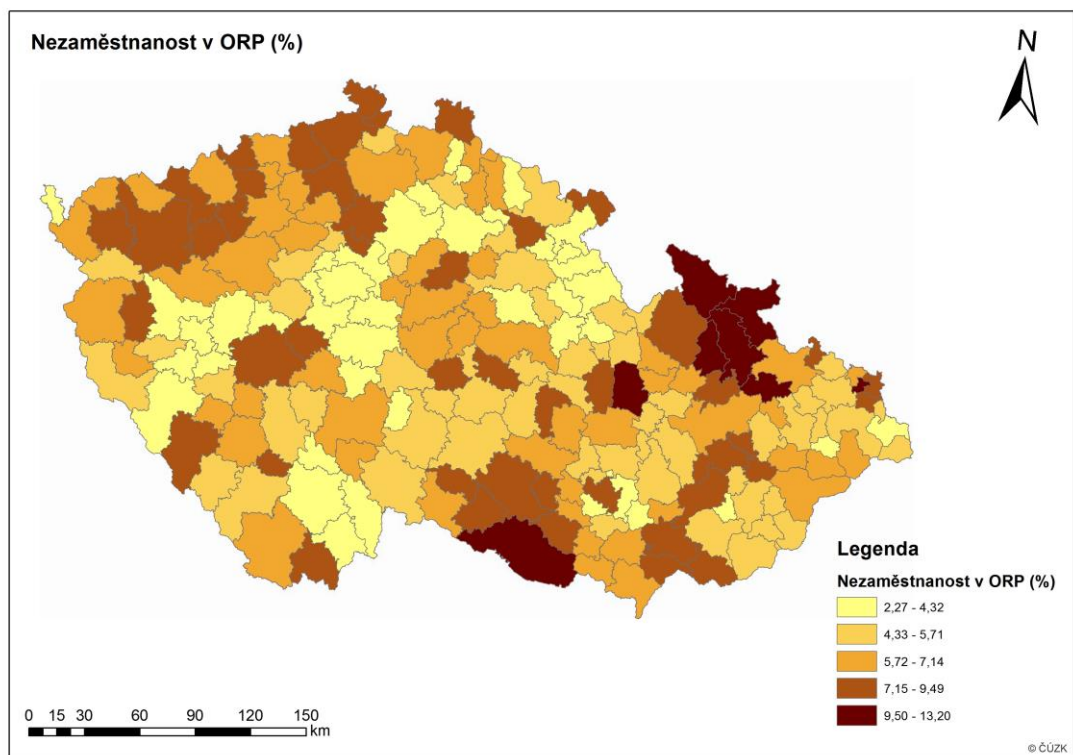 Nezaměstnanost v ORP (%)
N
Legenda
Nezaměstnanost v ORP (%)
2,27 - 4,32
4,33 - 5,71
5,72 - 7,14
7,15 - 9,49
9,50 - 13,20
0 15 30 60 90 120 150
km
© ČÚZK